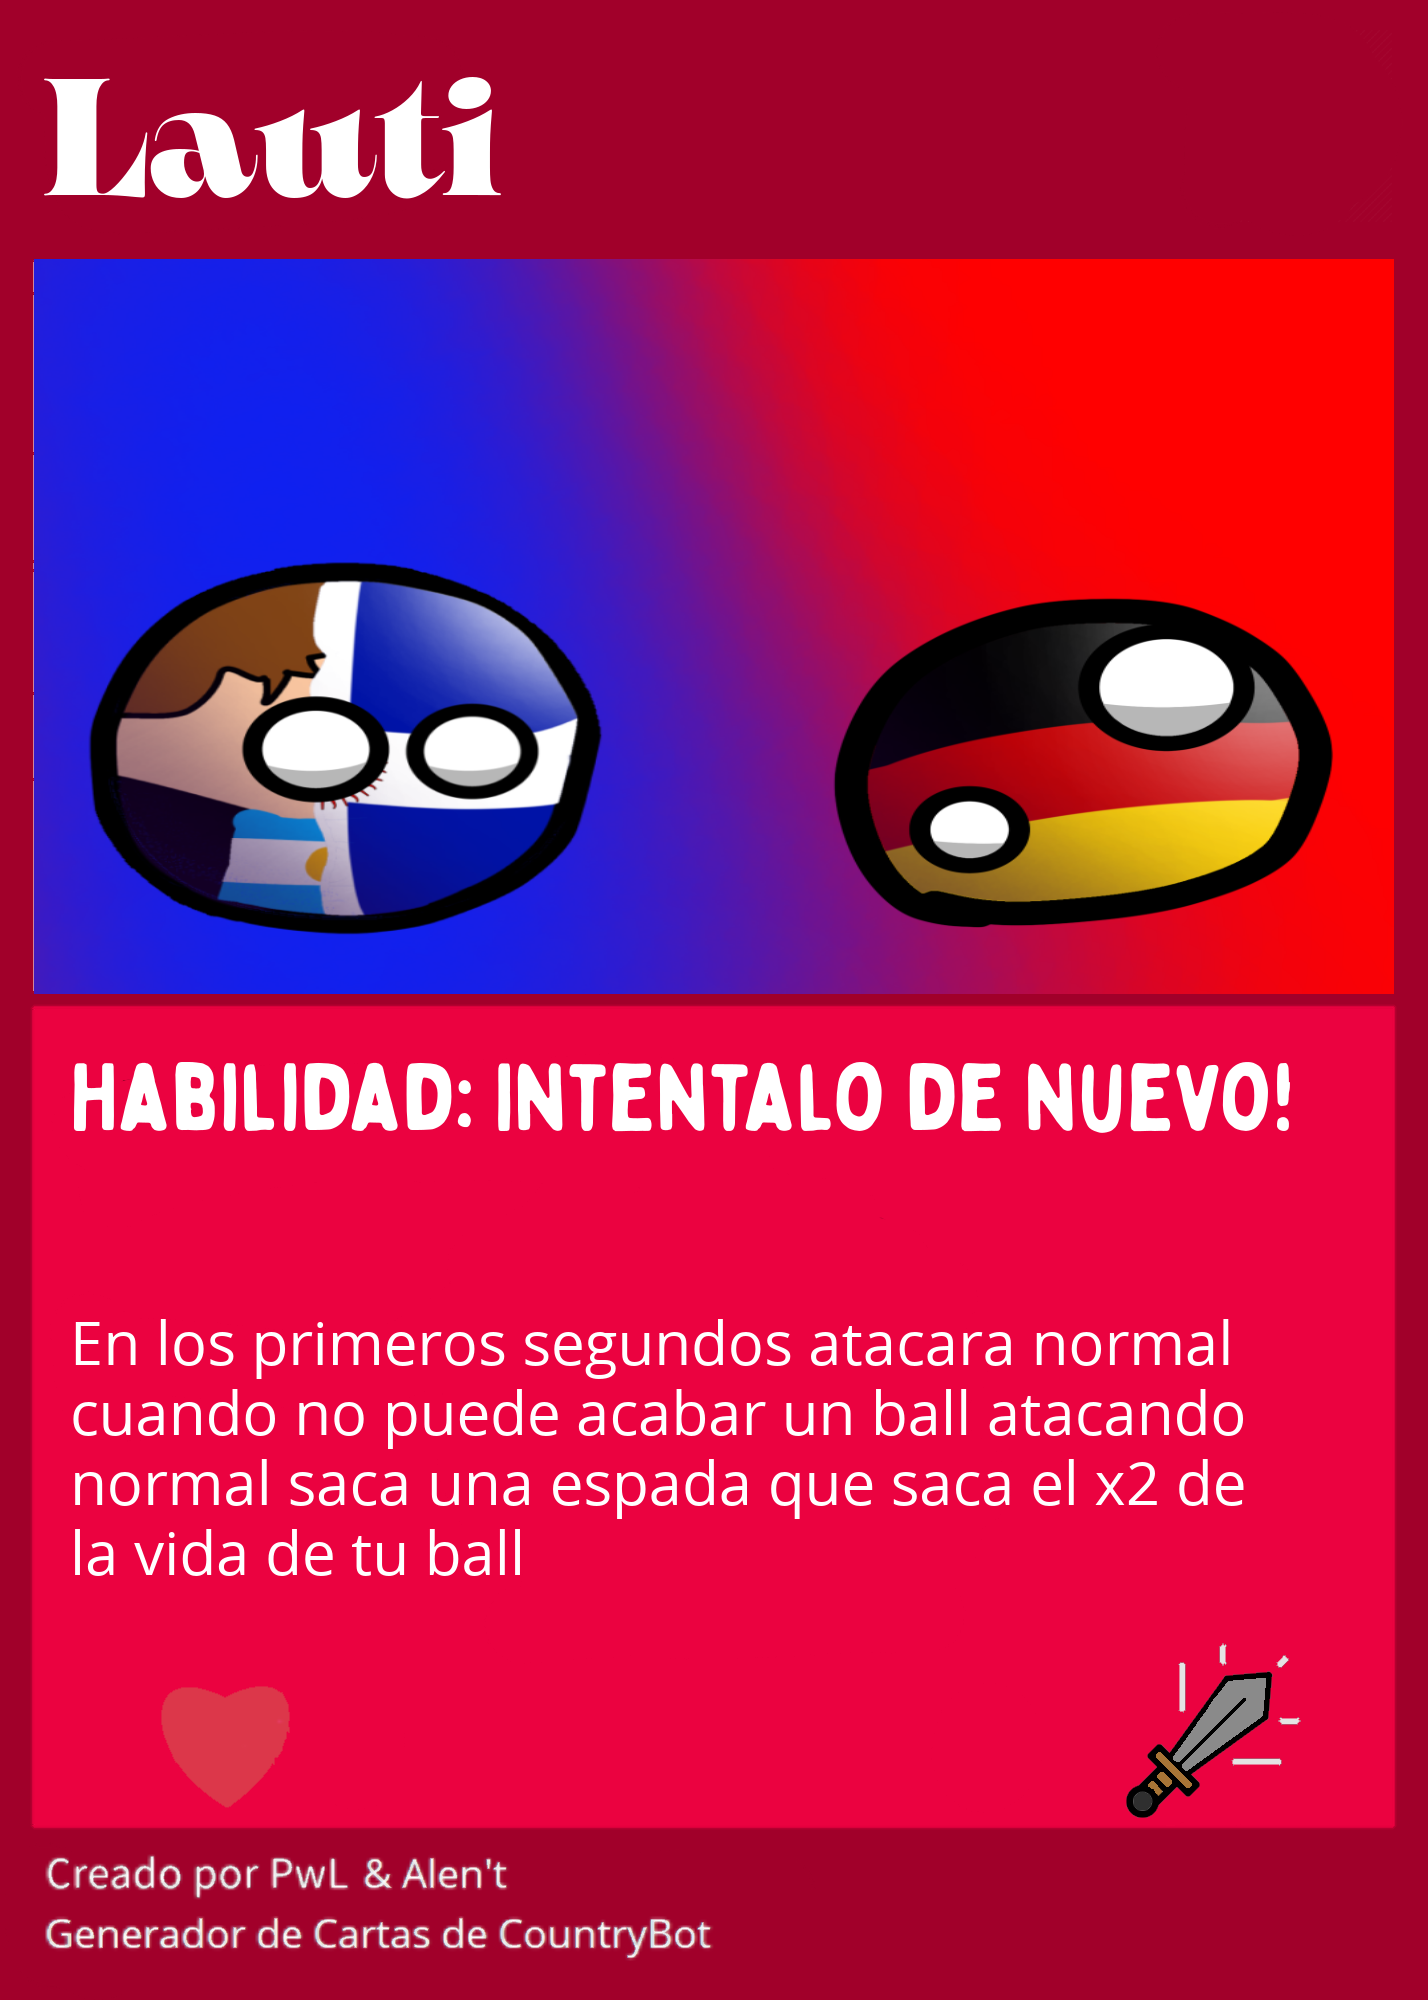 Lauti
HABILIDAD: INTENTALO DE NUEVO!
En los primeros segundos atacara normal
cuando no puede acabar un ball atacando
normal saca una espada que saca el x2 de
la vida de tu ball
Creado por PwL & Alen't
Generador de Cartas de CountryBot